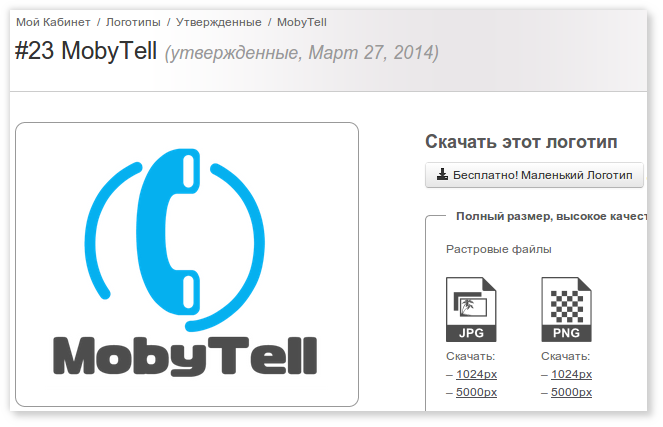 Мой Кабинет / Логотипы / Утвержденные / MobyTell
#23 MobyTell (утвержденные, Март 27, 2014)
MobyTell
Скачать этот логотип
Бесплатно! Маленький Логотип
Полный размер, высокое качест
Растровые файлы
JPG PNG
Скачать: Скачать:
– 1024px – 1024px
– 5000px – 5000px